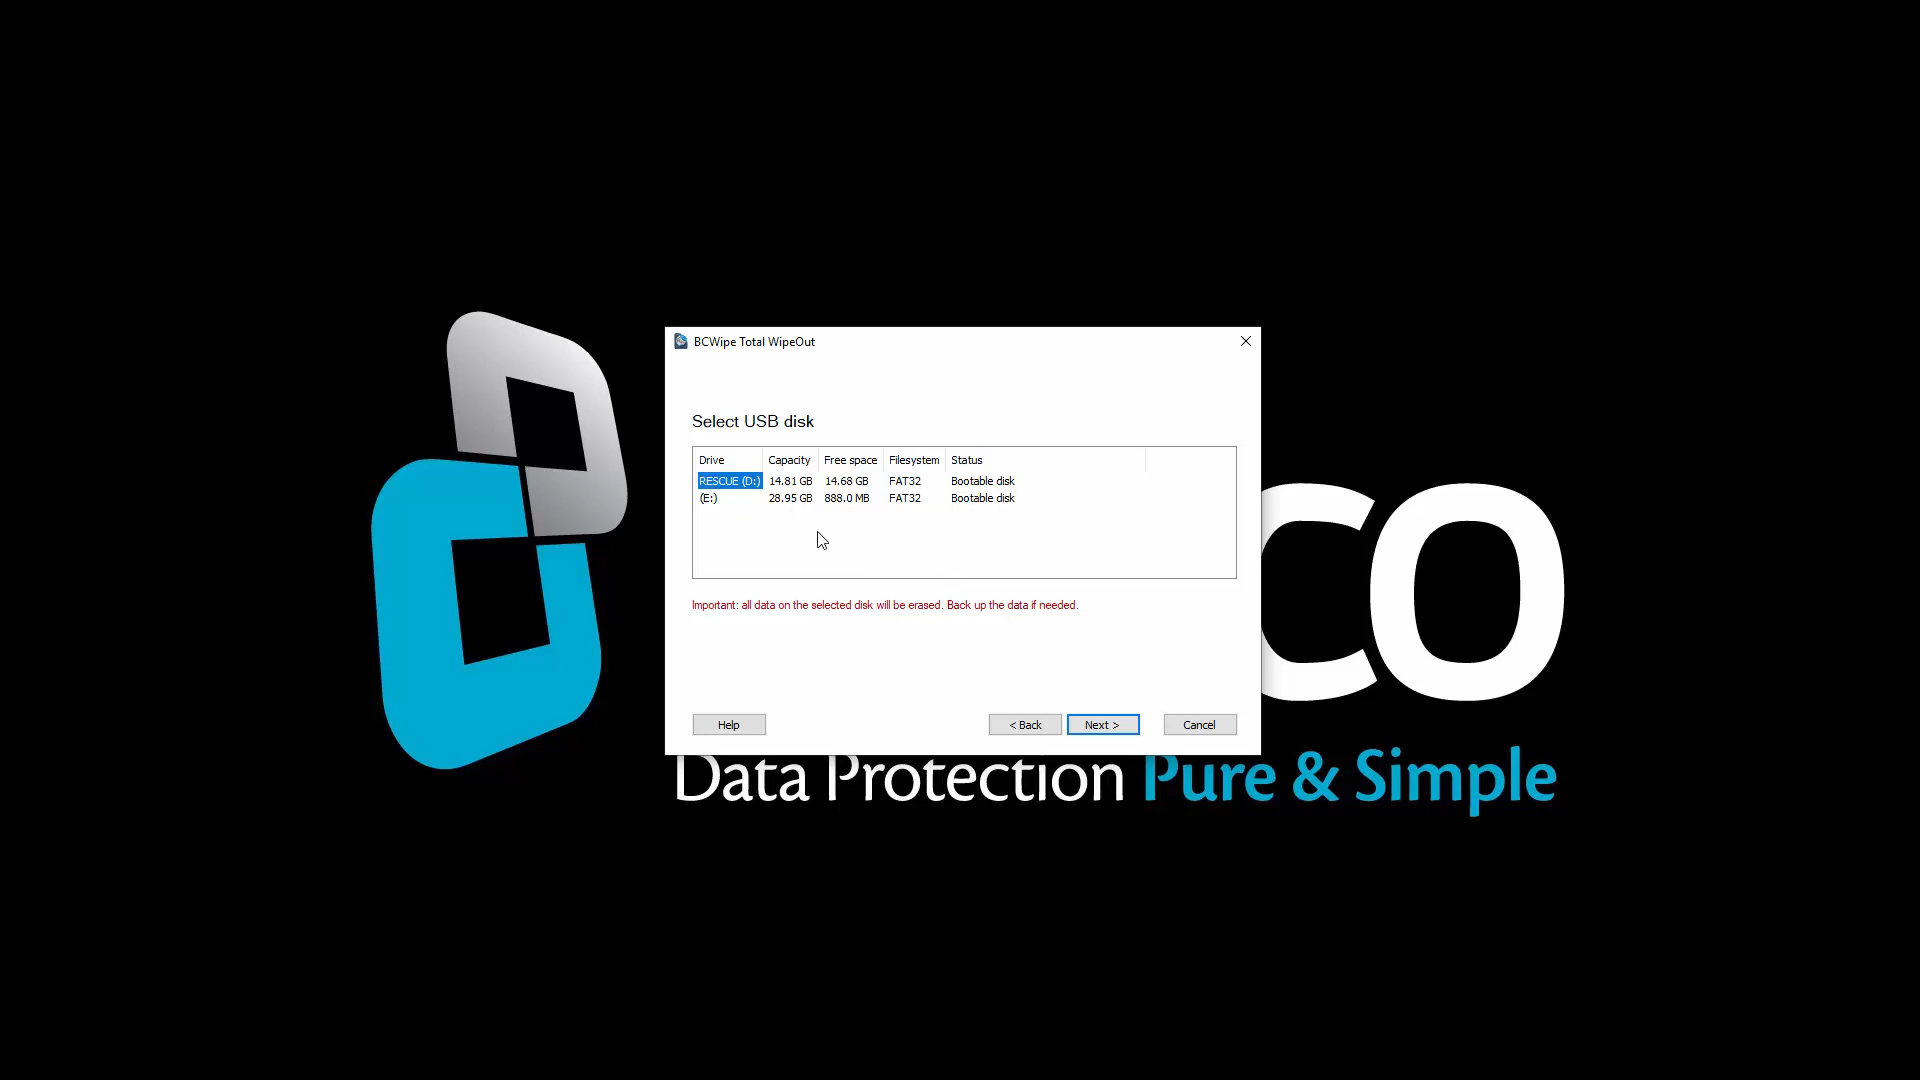 BCWipe Total WipeOut
Select USB disk
Drive Capacity Free space Filesystem Status
RESCUE (D:) 14.81 GB 14.68 GB FAT32 Bootable disk
(E:) 28.95 GB 888.0 MB FAT32 Bootable disk
Important: all data on the selected disk will be erased. Back up the data if needed.
Help < Back Next > Cancel
CO
Data Protection Pure & Simple